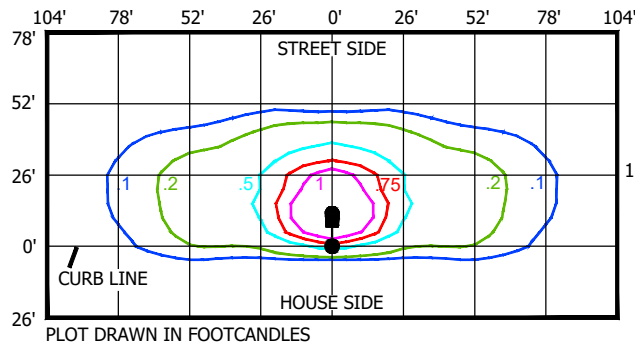 104' 78' 52' 26' 0' 26' 52' 78' 104'
78'
STREET SIDE
52'
26'
.1 .2 .5 1 .75 .2 .1
1
0'
CURB LINE
HOUSE SIDE
26'
PLOT DRAWN IN FOOTCANDLES